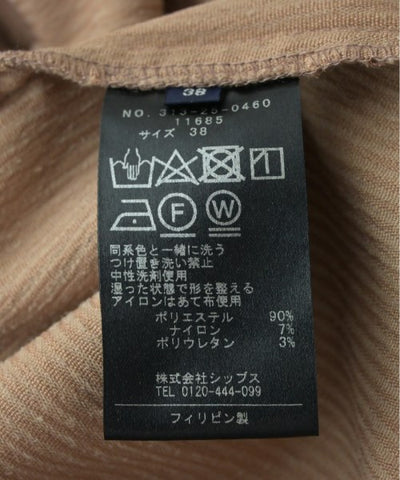 38
NO. 313-25-0460
11685
サイズ 38
F
W
同系色と一緒に洗う
つけ置き洗い禁止
中性洗剤使用
湿った状態で形を整える
アイロンはあて布使用
ポリエステル 90%
ナイロン 7%
ポリウレタン 3%
株式会社シップス
TEL 0120-444-099
フィリピン製